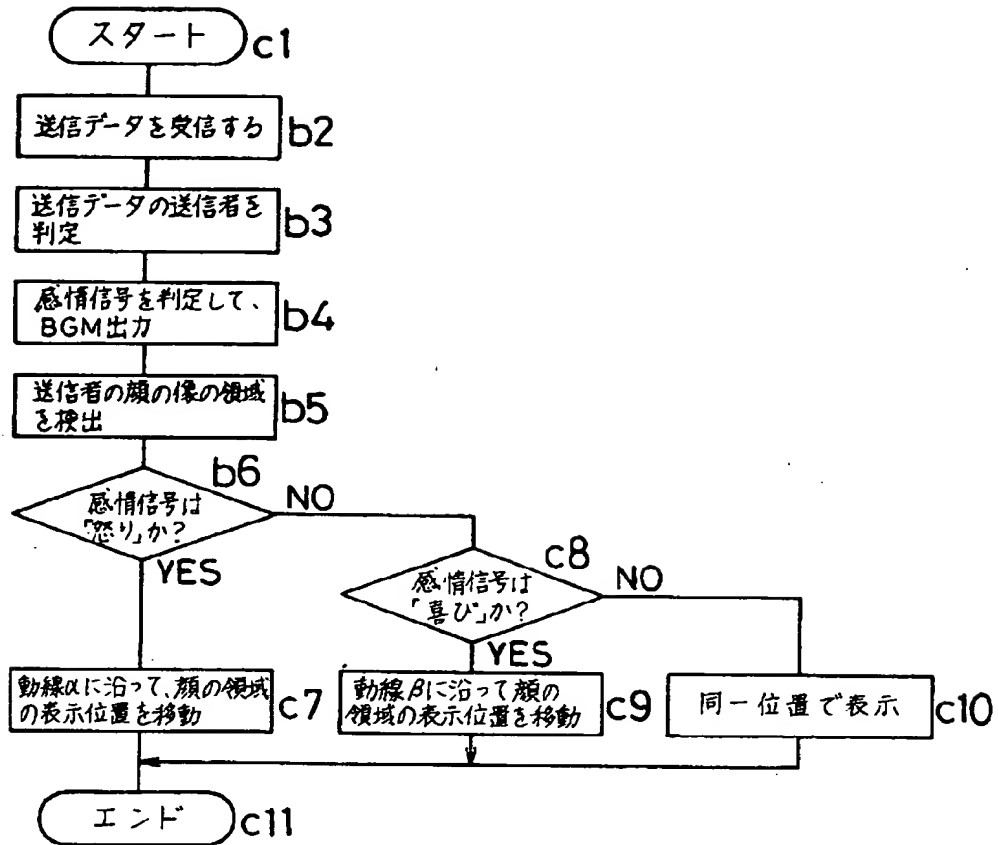 スタート
c1
送信データを受信する
b2
送信データの送信者を
判定
b3
感情信号を判定して、
BGM出力
b4
送信者の顔の像の領域
を検出
b5
b6
感情信号は
「怒り」か?
NO
YES
c8
感情信号は
「喜び」か?
NO
YES
動線αに沿って、顔の領域
の表示位置を移動
c7
動線βに沿って顔の
領域の表示位置を移動
c9
同一位置で表示
c10
エンド
c11